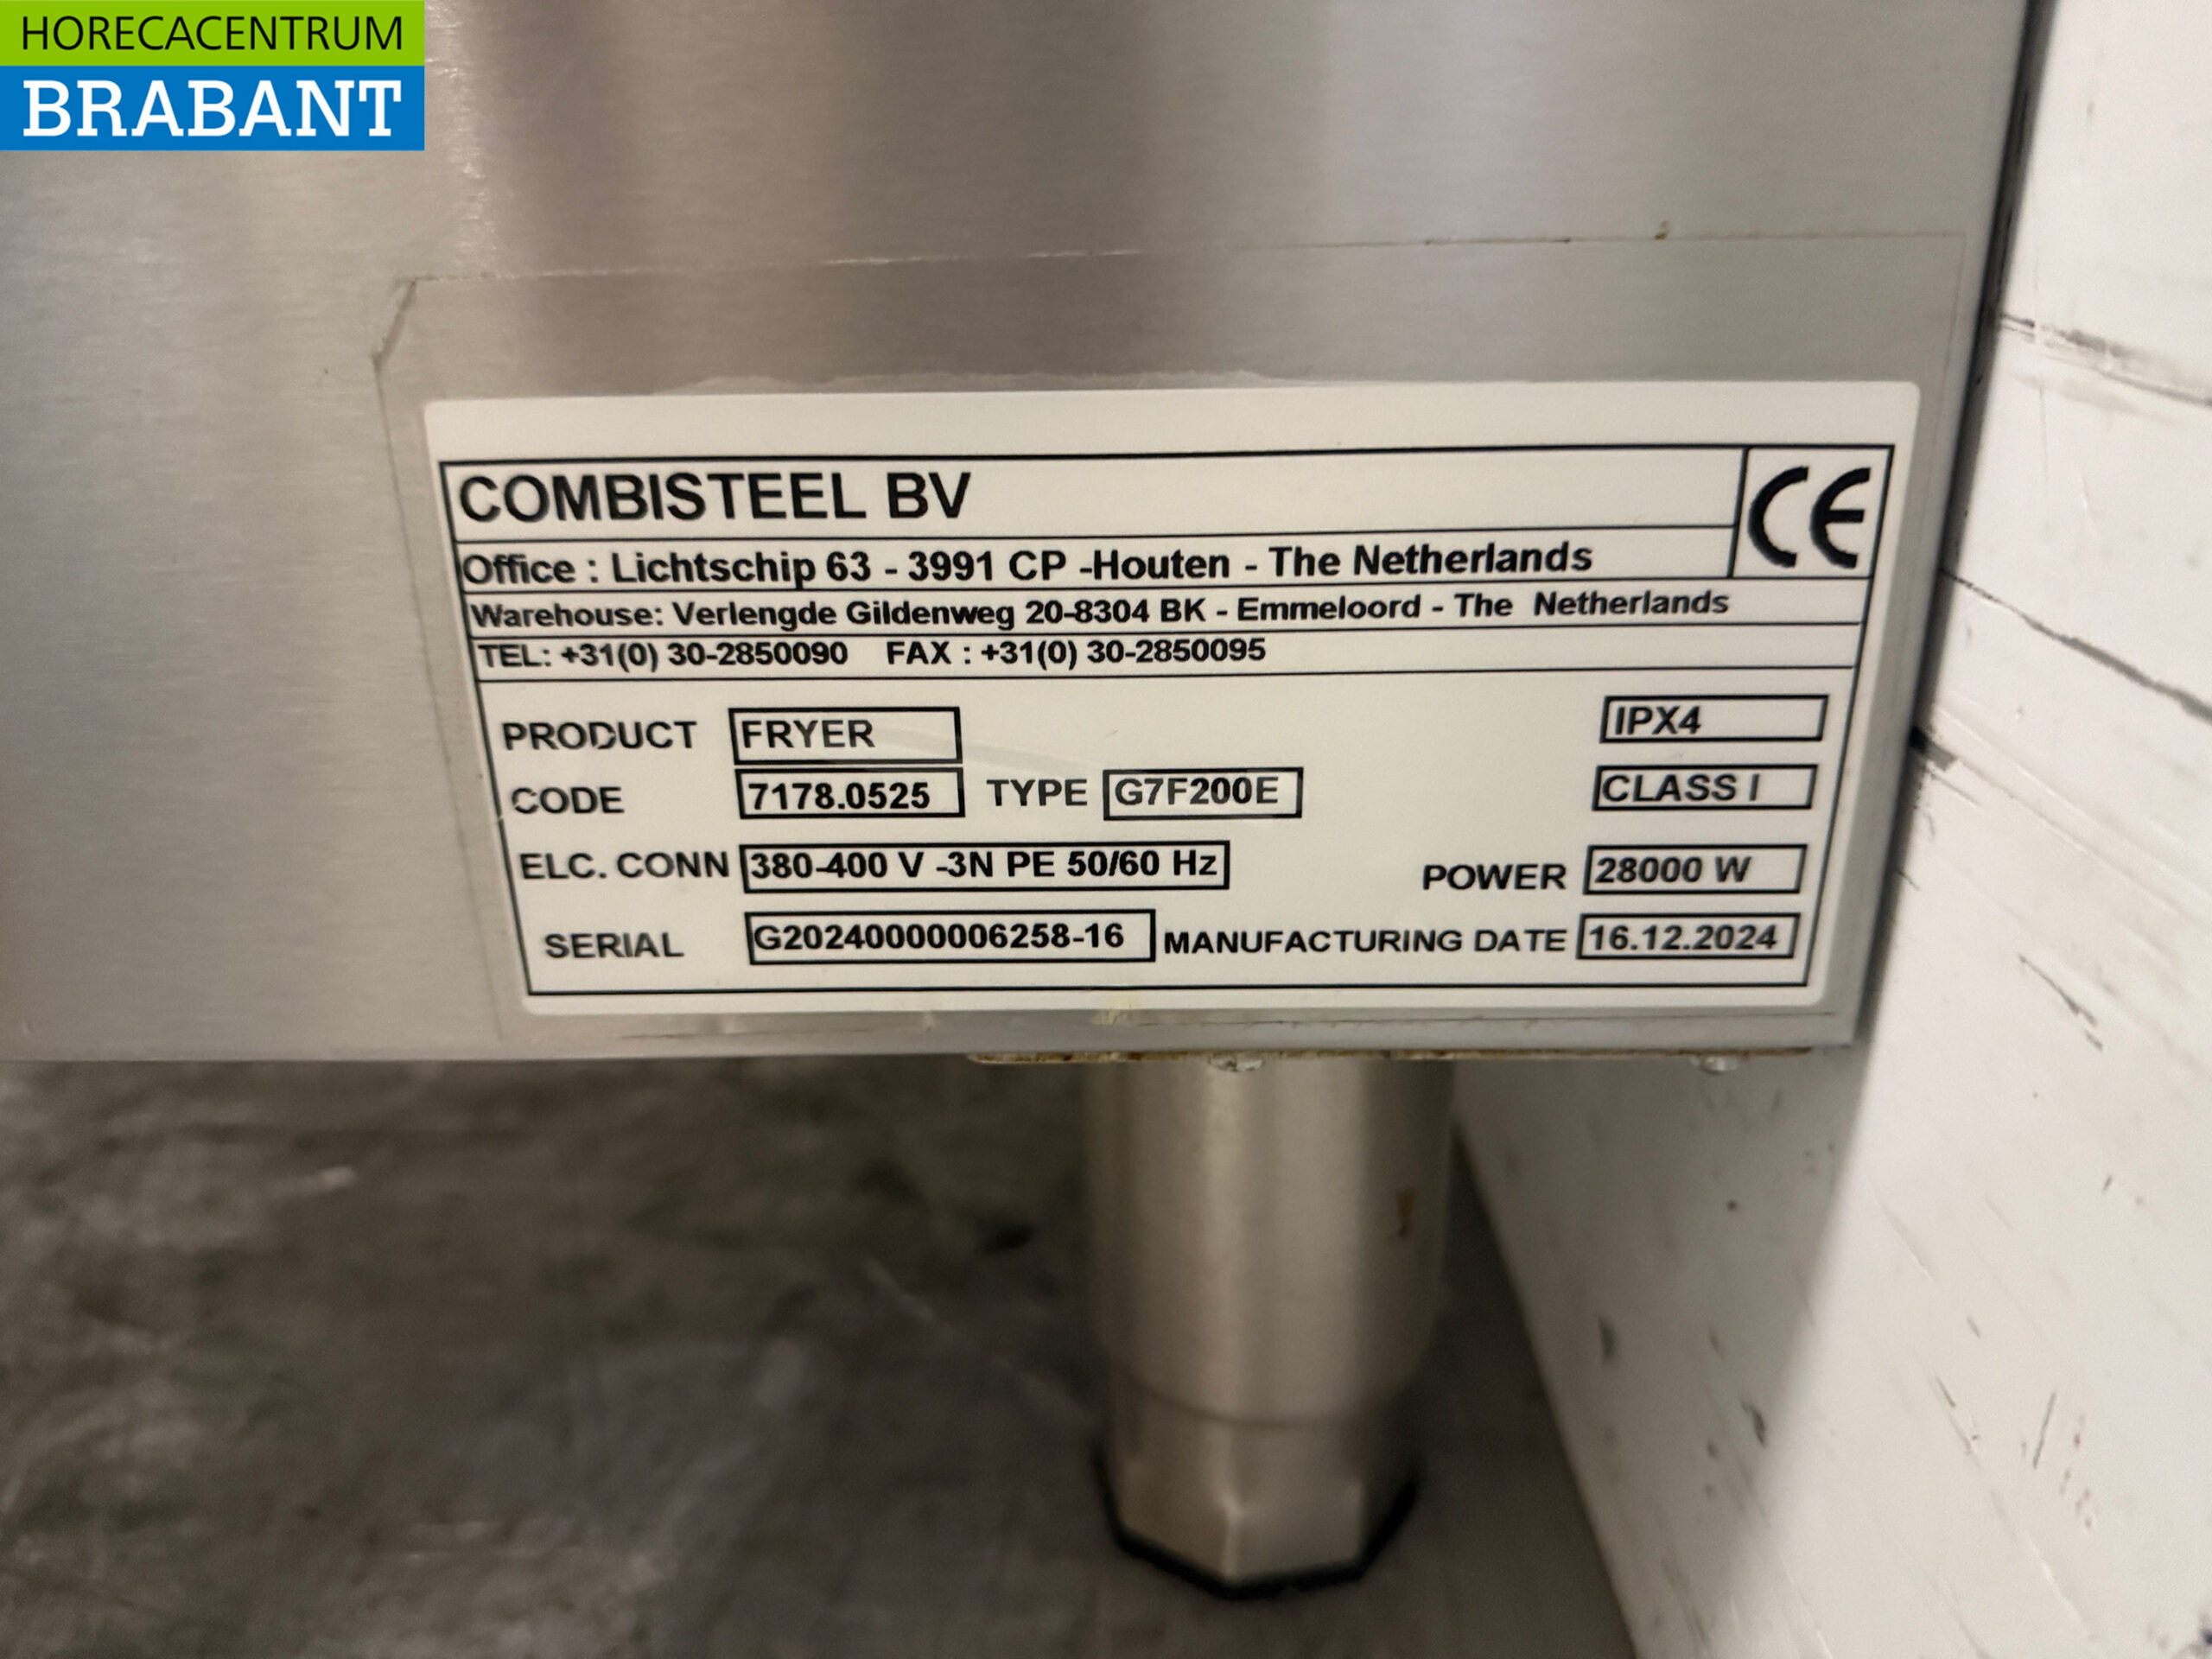 HORECACENTRUM
BRABANT
COMBISTEEL BV
CE
Office : Lichtschip 63 - 3991 CP -Houten - The Netherlands
Warehouse: Verlengde Gildenweg 20-8304 BK - Emmeloord - The Netherlands
TEL: +31(0) 30-2850090 FAX : +31(0) 30-2850095
PRODUCT FRYER IPX4
CODE 7178.0525 TYPE G7F200E CLASS I
ELC. CONN 380-400 V -3N PE 50/60 Hz POWER 28000 W
SERIAL G20240000006258-16 MANUFACTURING DATE 16.12.2024